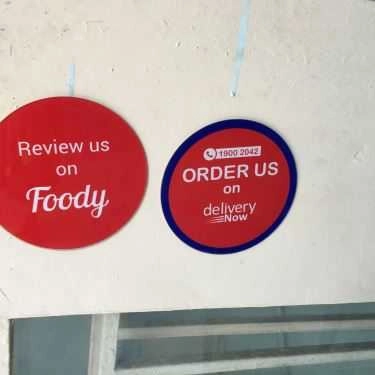 Review us
on
Foody
1900 2042
ORDER US
on
delivery
Now